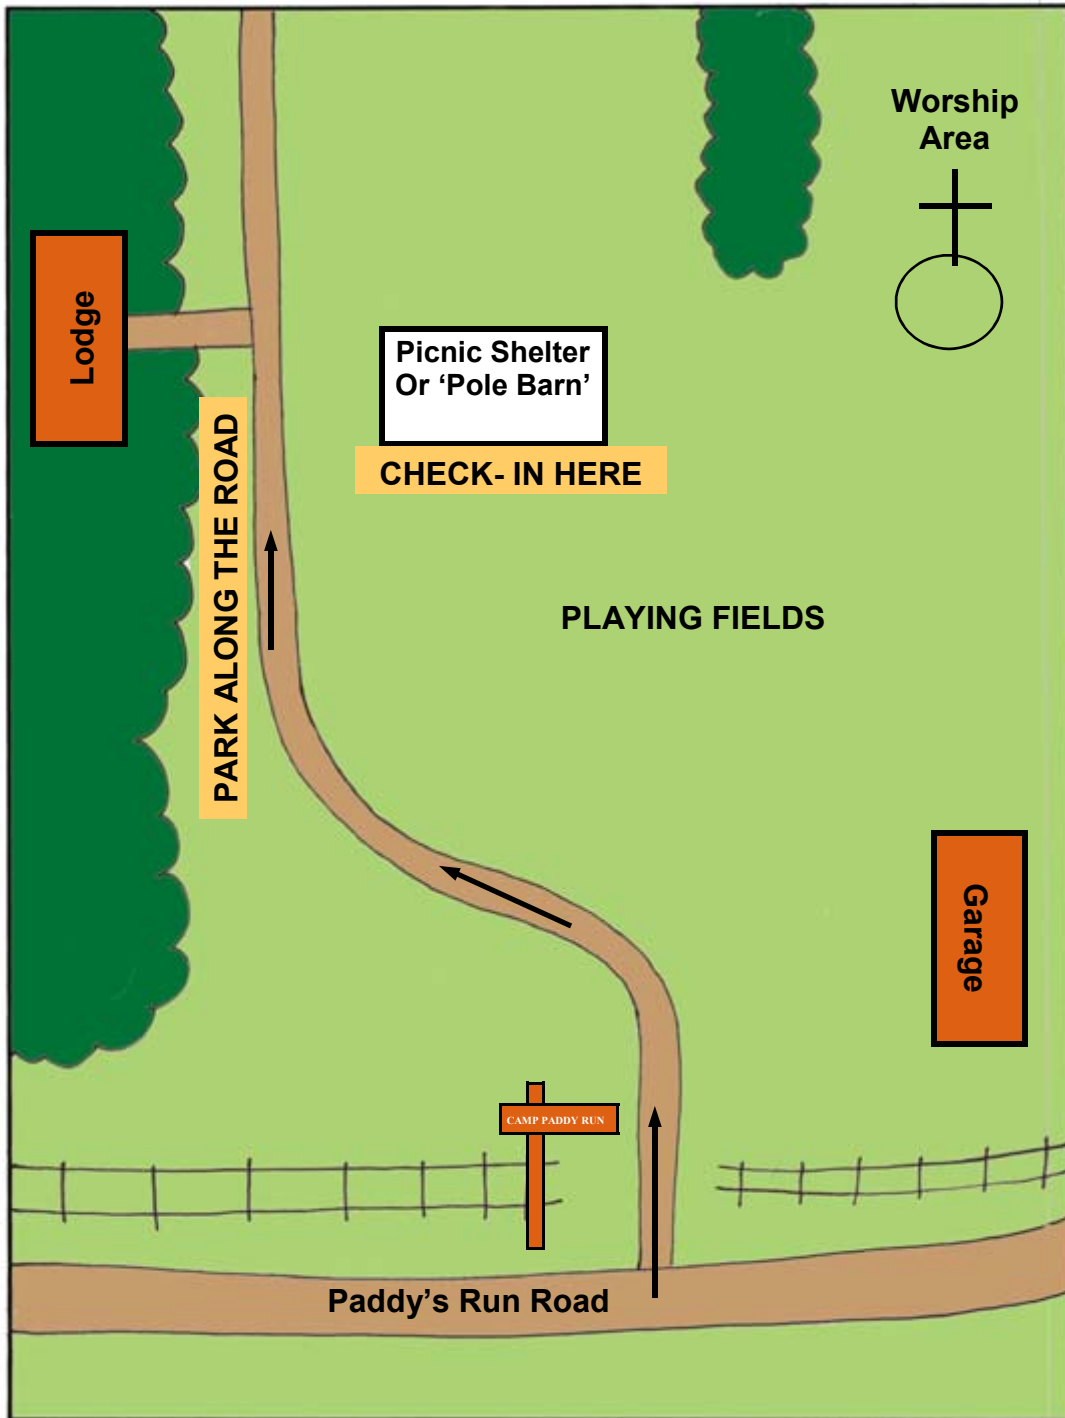 Worship
Area
Lodge
Picnic Shelter
Or ‘Pole Barn’
CHECK- IN HERE
PARK ALONG THE ROAD
PLAYING FIELDS
Garage
CAMP PADDY RUN
Paddy’s Run Road